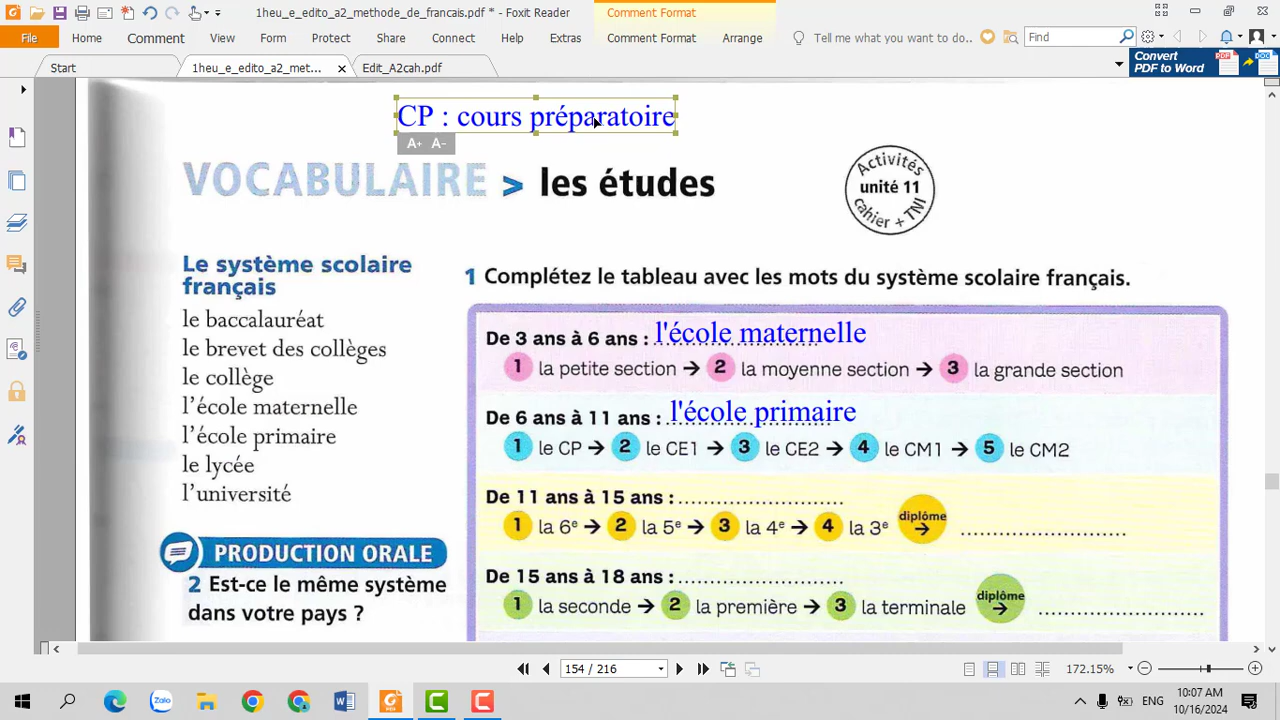 1heu_e_edito_a2_methode_de_francais.pdf * - Foxit Reader
Comment Format
File
Home
Comment
View
Form
Protect
Share
Connect
Help
Extras
Comment Format
Arrange
Tell me what you want to do..
Find
Start
1heu_e_edito_a2_met...
Edit_A2cah.pdf
Convert
PDF to Word
CP : cours préparatoire
A+ A-
VOCABULAIRE > les études
Activités
unité 11
cahier + TNI
Le système scolaire
français
le baccalauréat
le brevet des collèges
le collège
l'école maternelle
l'école primaire
le lycée
l'université
PRODUCTION ORALE
2 Est-ce le même système
dans votre pays ?
1 Complétez le tableau avec les mots du système scolaire français.
De 3 ans à 6 ans : l'école maternelle
1 la petite section → 2 la moyenne section → 3 la grande section
De 6 ans à 11 ans : l'école primaire
1 le CP → 2 le CE1 → 3 le CE2 → 4 le CM1 → 5 le CM2
De 11 ans à 15 ans : ..............................
1 la 6e → 2 la 5e → 3 la 4e → 4 la 3e diplôme → ..............................
De 15 ans à 18 ans : ..............................
1 la seconde → 2 la première → 3 la terminale diplôme → ..............................
154 / 216
172.15%
Zalo
ENG
10:07 AM
10/16/2024